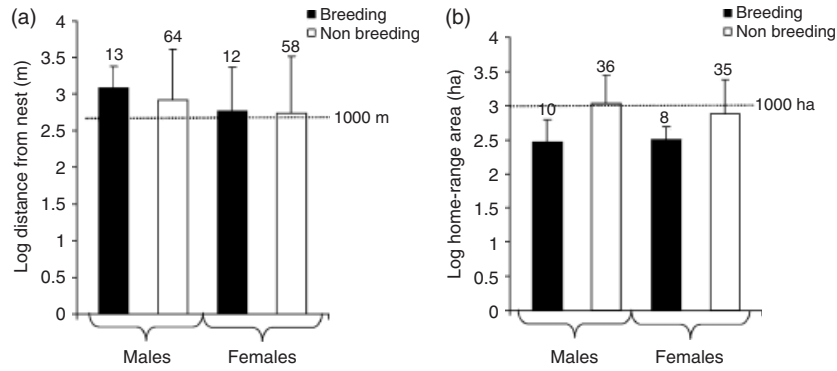 (a)
Breeding
Non breeding
Log distance from nest (m)
4
3.5
3
2.5
2
1.5
1
0.5
0
13
64
12
58
1000 m
Males
Females
(b)
Breeding
Non breeding
Log home-range area (ha)
4
3.5
3
2.5
2
1.5
1
0.5
0
10
36
8
35
1000 ha
Males
Females